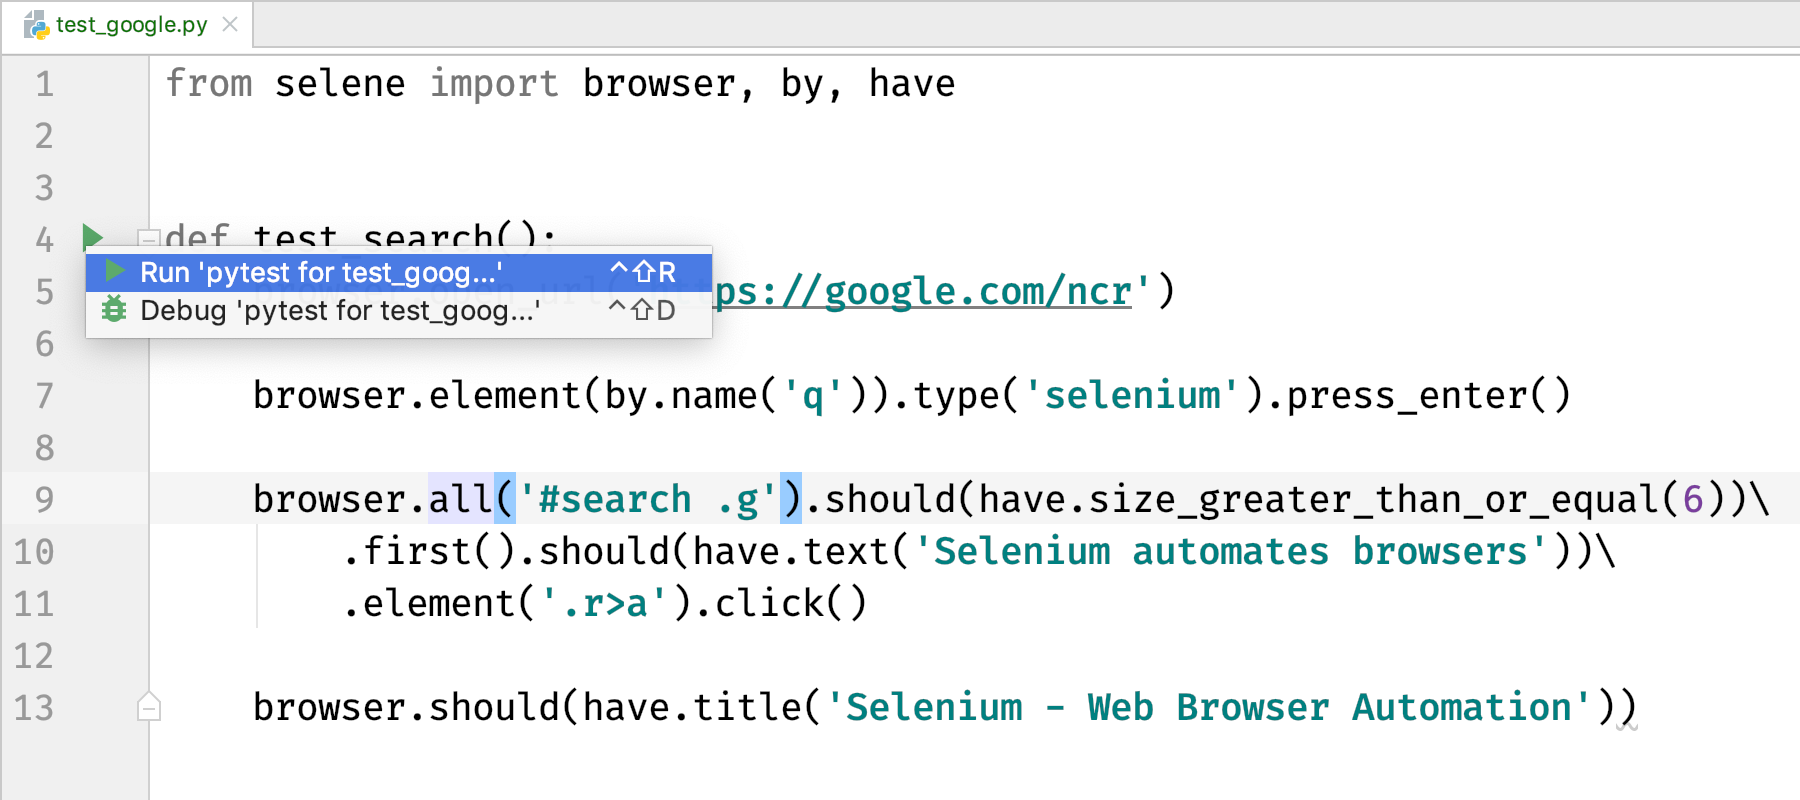 test_google.py
1 from selene import browser, by, have
2
3
4 def test_search():
Run 'pytest for test_goog...' ^⇧R
5 browser.open_url('https://google.com/ncr')
Debug 'pytest for test_goog...' ^⇧D
6
7 browser.element(by.name('q')).type('selenium').press_enter()
8
9 browser.all('#search .g').should(have.size_greater_than_or_equal(6))\
10 .first().should(have.text('Selenium automates browsers'))\
11 .element('.r>a').click()
12
13 browser.should(have.title('Selenium - Web Browser Automation'))